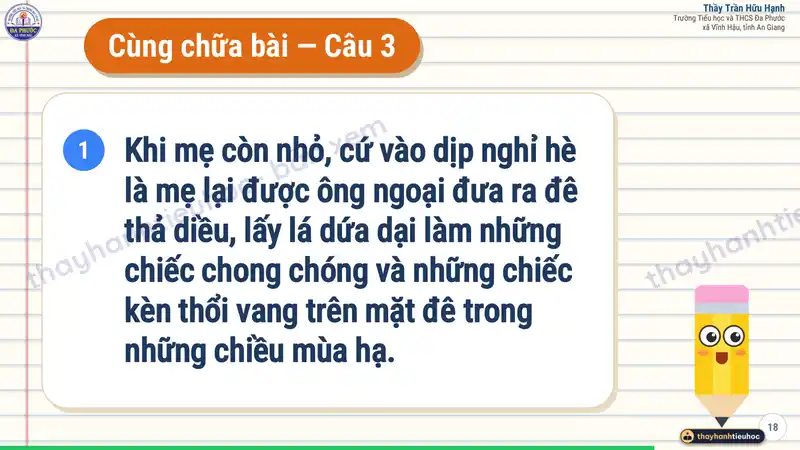 Thầy Trần Hữu Hạnh
Trường Tiểu học và THCS Đa Phước
xã Vĩnh Hậu, tỉnh An Giang
ĐA PHƯỚC
Cùng chữa bài – Câu 3
1
Khi mẹ còn nhỏ, cứ vào dịp nghỉ hè
là mẹ lại được ông ngoại đưa ra đê
thả diều, lấy lá dứa dại làm những
chiếc chong chóng và những chiếc
kèn thổi vang trên mặt đê trong
những chiều mùa hạ.
thayhanhtieuhoc
18